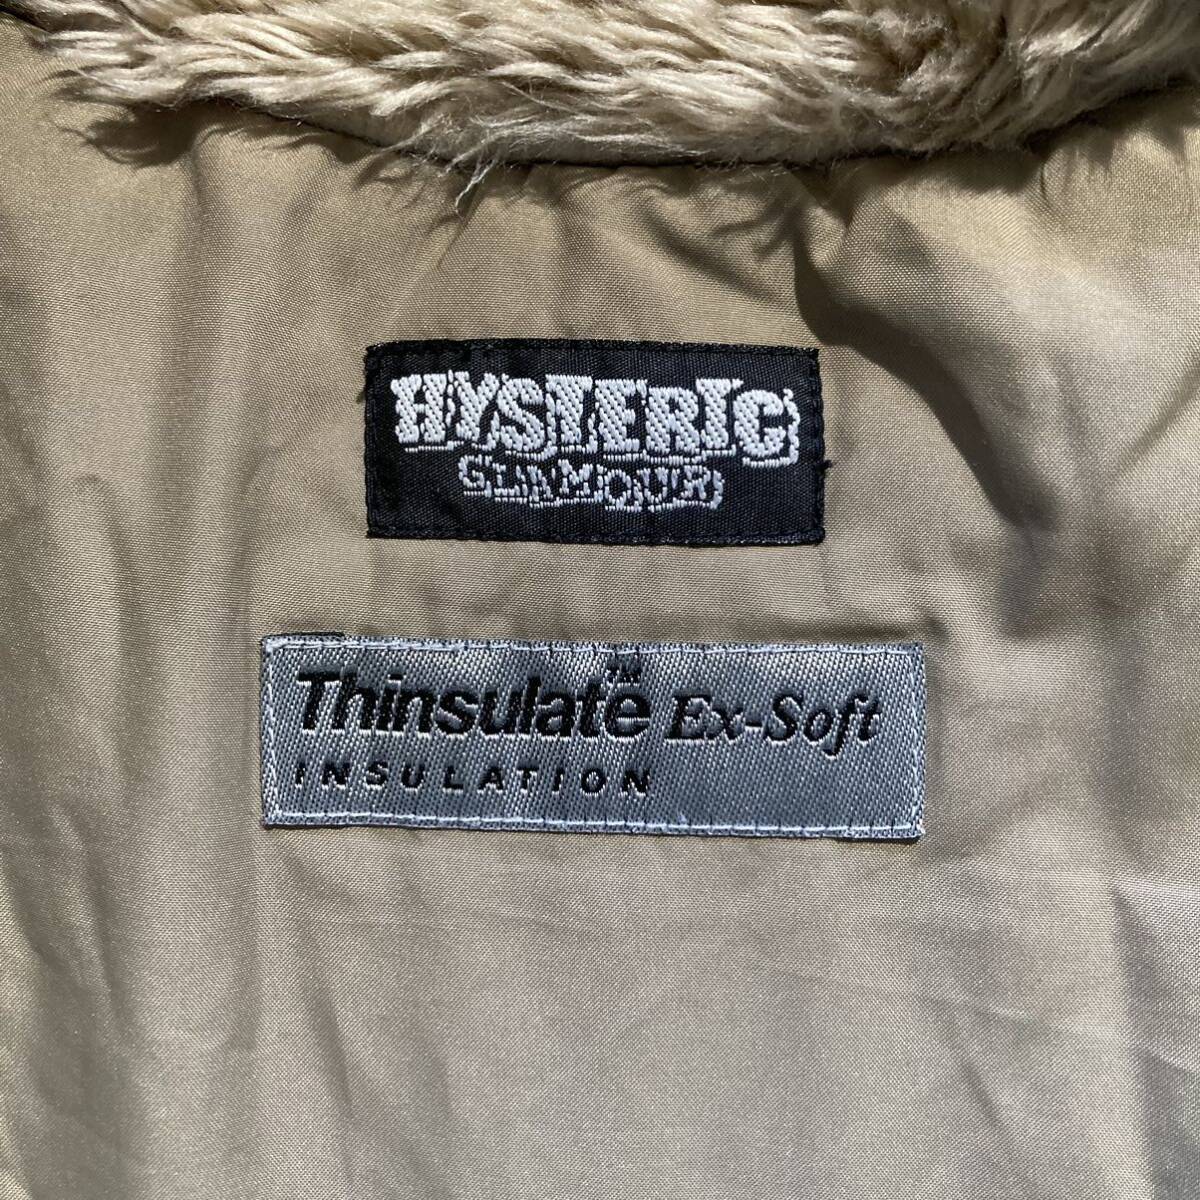 HYSTERIC
GLAMOUR
Thinsulate™ Ex-Soft
INSULATION